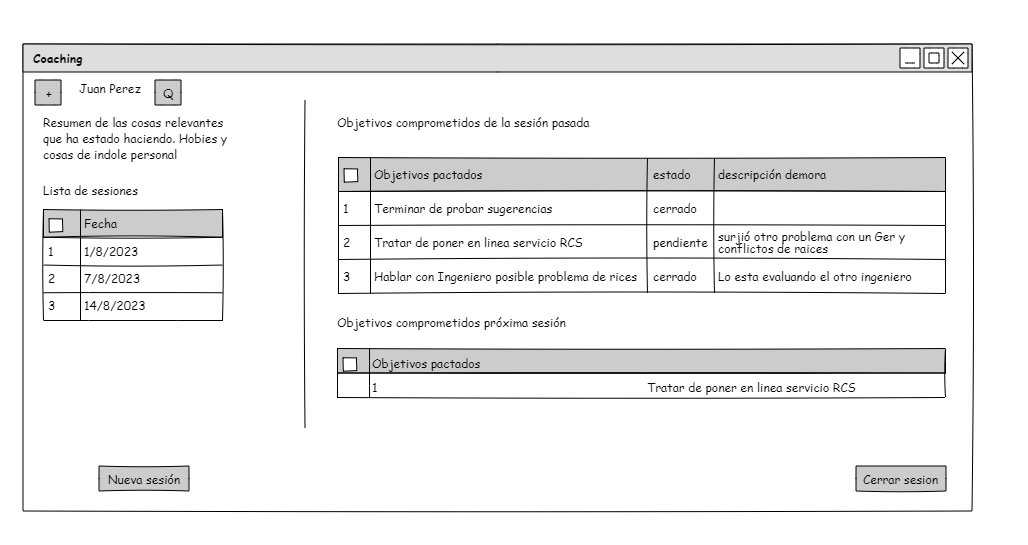 Coaching
+ Juan Perez Q
Resumen de las cosas relevantes
que ha estado haciendo. Hobies y
cosas de indole personal
Lista de sesiones
Fecha
1 1/8/2023
2 7/8/2023
3 14/8/2023
Nueva sesión
Objetivos comprometidos de la sesión pasada
Objetivos pactados estado descripción demora
1 Terminar de probar sugerencias cerrado
2 Tratar de poner en linea servicio RCS pendiente surjió otro problema con un Ger y
conflictos de raices
3 Hablar con Ingeniero posible problema de rices cerrado Lo esta evaluando el otro ingeniero
Objetivos comprometidos próxima sesión
Objetivos pactados
1 Tratar de poner en linea servicio RCS
Cerrar sesion